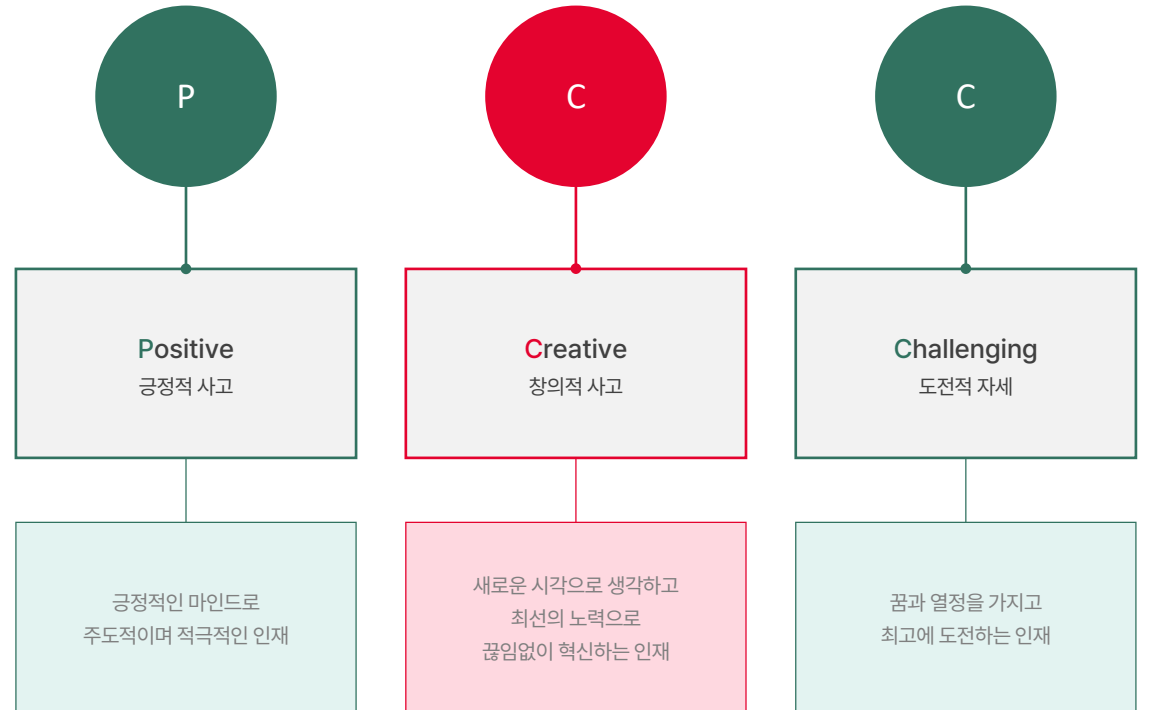 P
C
C
Positive
긍정적 사고
Creative
창의적 사고
Challenging
도전적 자세
긍정적인 마인드로
주도적이며 적극적인 인재
새로운 시각으로 생각하고
최선의 노력으로
끊임없이 혁신하는 인재
꿈과 열정을 가지고
최고에 도전하는 인재